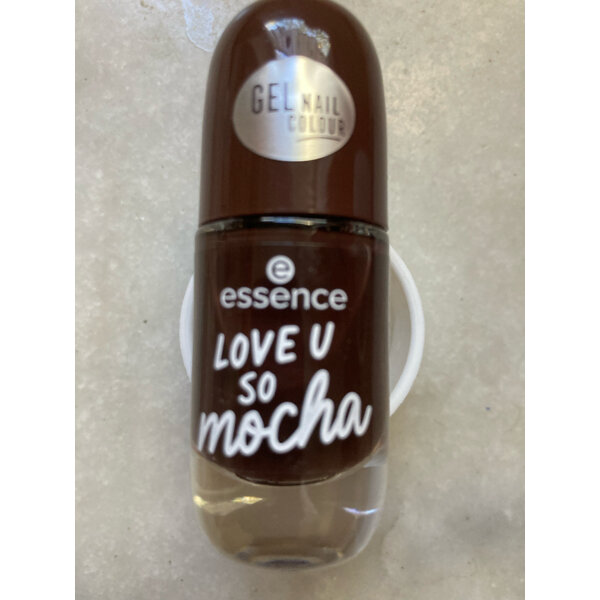 GEL NAIL
COLOUR
e
essence
LOVE U
SO
mocha